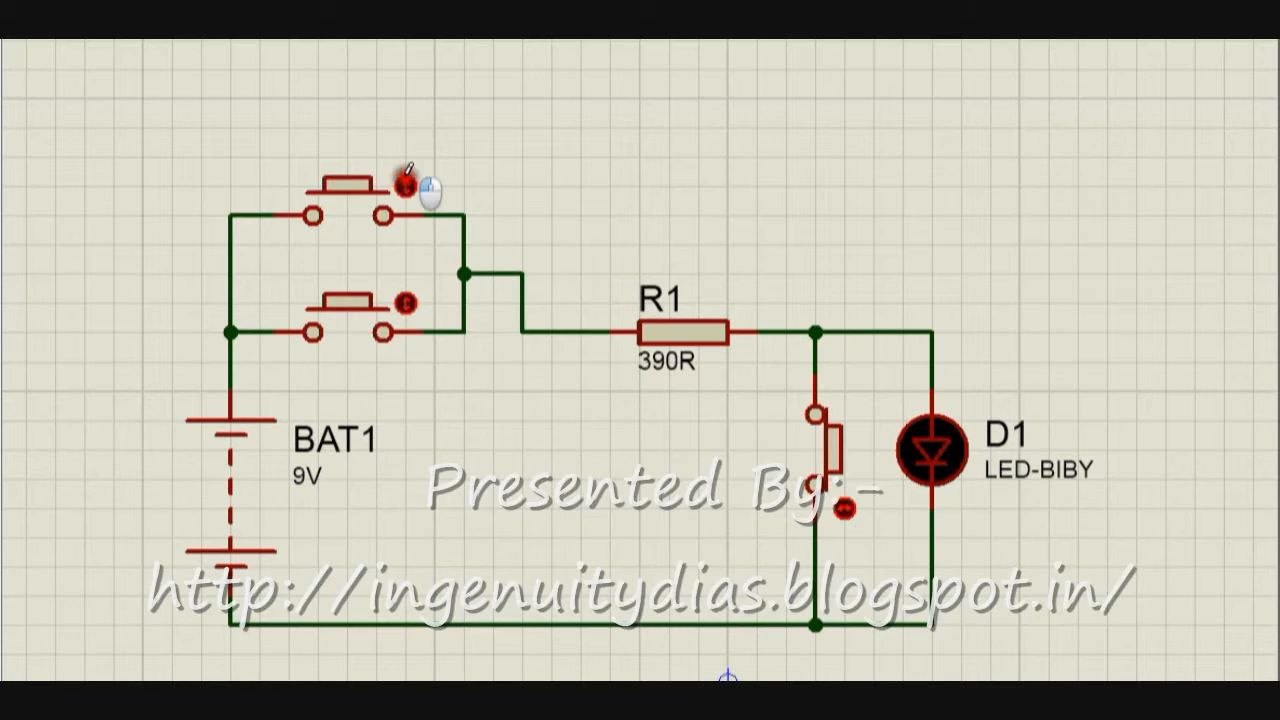 R1
390R
BAT1
9V
D1
LED-BIBY
Presented By:-
http://ingenuitydias.blogspot.in/